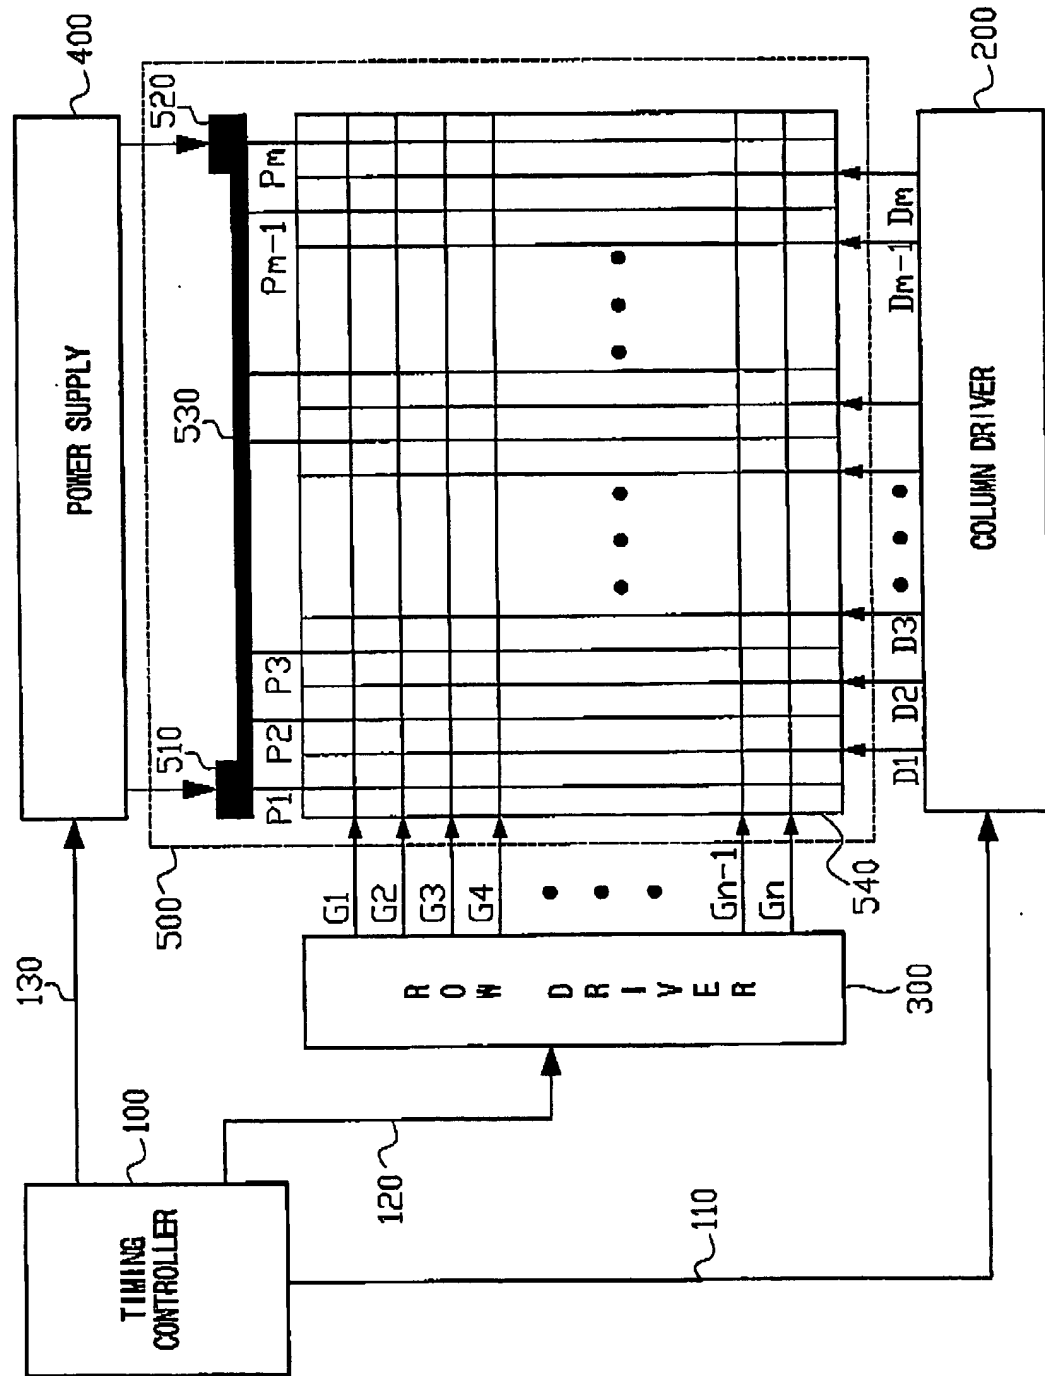 130
100
TIMING
CONTROLLER
120
110
400
POWER SUPPLY
500
510
520
530
P1
P2
P3
Pm-1
Pm
G1
G2
G3
G4
Gn-1
Gn
ROW DRIVER
300
540
D1
D2
D3
Dm-1
Dm
COLUMN DRIVER
200